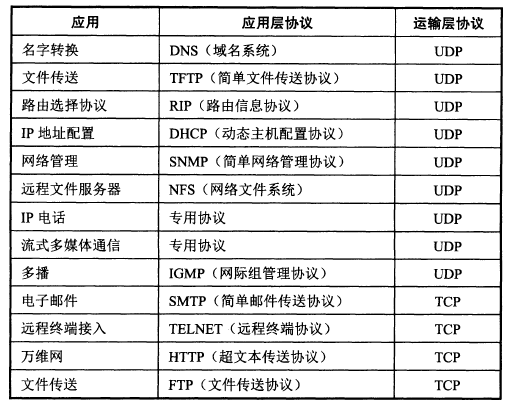 应用 应用层协议 运输层协议
名字转换 DNS（域名系统） UDP
文件传送 TFTP（简单文件传送协议） UDP
路由选择协议 RIP（路由信息协议） UDP
IP 地址配置 DHCP（动态主机配置协议） UDP
网络管理 SNMP（简单网络管理协议） UDP
远程文件服务器 NFS（网络文件系统） UDP
IP 电话 专用协议 UDP
流式多媒体通信 专用协议 UDP
多播 IGMP（网际组管理协议） UDP
电子邮件 SMTP（简单邮件传送协议） TCP
远程终端接入 TELNET（远程终端协议） TCP
万维网 HTTP（超文本传送协议） TCP
文件传送 FTP（文件传送协议） TCP